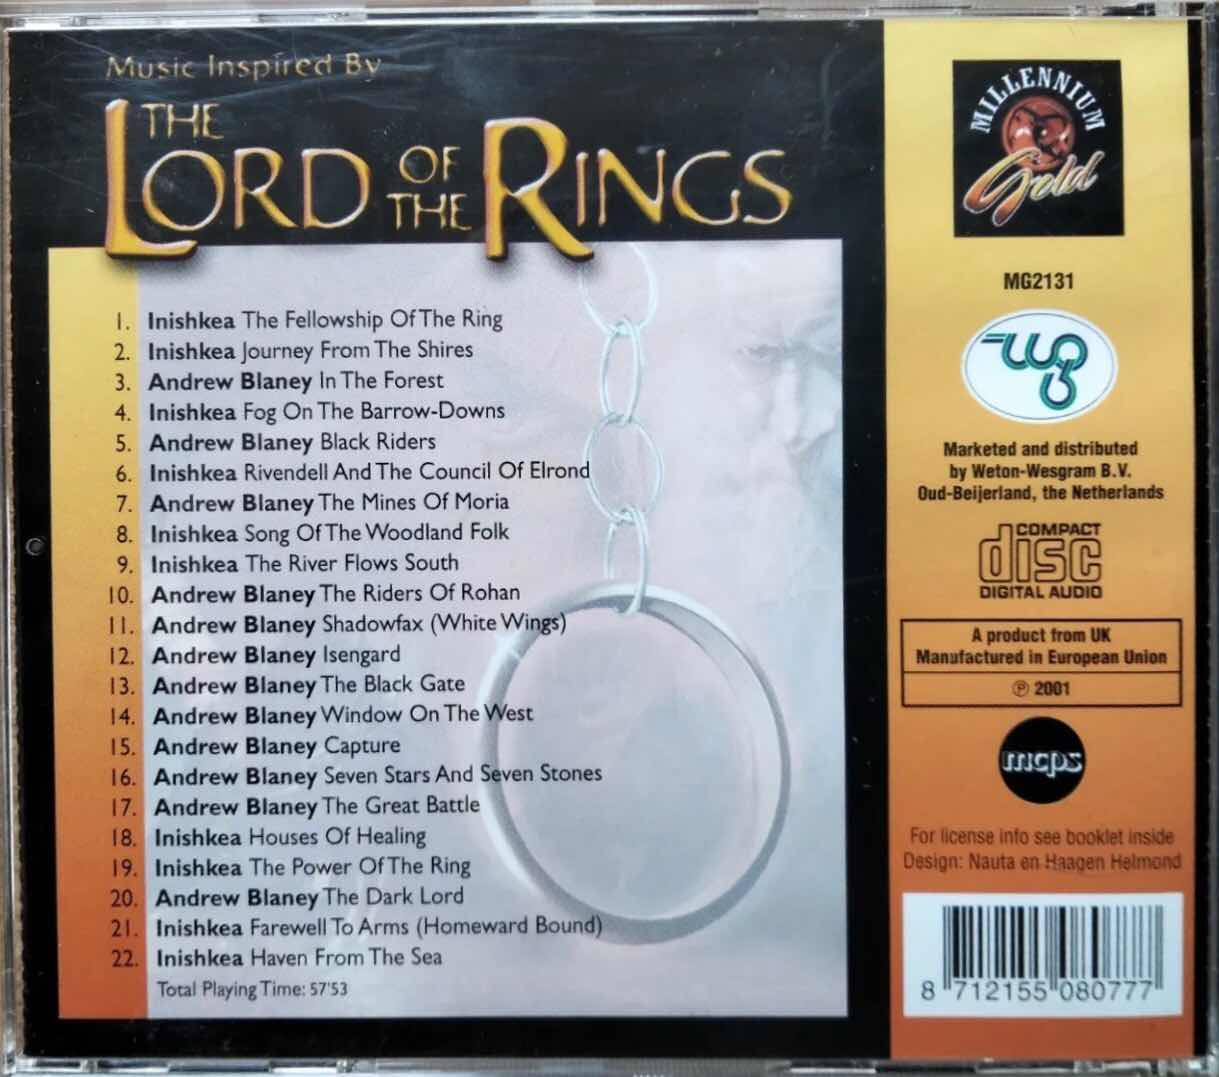 Music Inspired By
THE
LORD OF THE RINGS
1. Inishkea The Fellowship Of The Ring
2. Inishkea Journey From The Shires
3. Andrew Blaney In The Forest
4. Inishkea Fog On The Barrow-Downs
5. Andrew Blaney Black Riders
6. Inishkea Rivendell And The Council Of Elrond
7. Andrew Blaney The Mines Of Moria
8. Inishkea Song Of The Woodland Folk
9. Inishkea The River Flows South
10. Andrew Blaney The Riders Of Rohan
11. Andrew Blaney Shadowfax (White Wings)
12. Andrew Blaney Isengard
13. Andrew Blaney The Black Gate
14. Andrew Blaney Window On The West
15. Andrew Blaney Capture
16. Andrew Blaney Seven Stars And Seven Stones
17. Andrew Blaney The Great Battle
18. Inishkea Houses Of Healing
19. Inishkea The Power Of The Ring
20. Andrew Blaney The Dark Lord
21. Inishkea Farewell To Arms (Homeward Bound)
22. Inishkea Haven From The Sea
Total Playing Time: 57'53
MILLENNIUM
Gold
MG2131
Marketed and distributed
by Weton-Wesgram B.V.
Oud-Beijerland, the Netherlands
COMPACT
disc
DIGITAL AUDIO
A product from UK
Manufactured in European Union
℗ 2001
mcps
For license info see booklet inside
Design: Nauta en Haagen Helmond
8 712155 080777